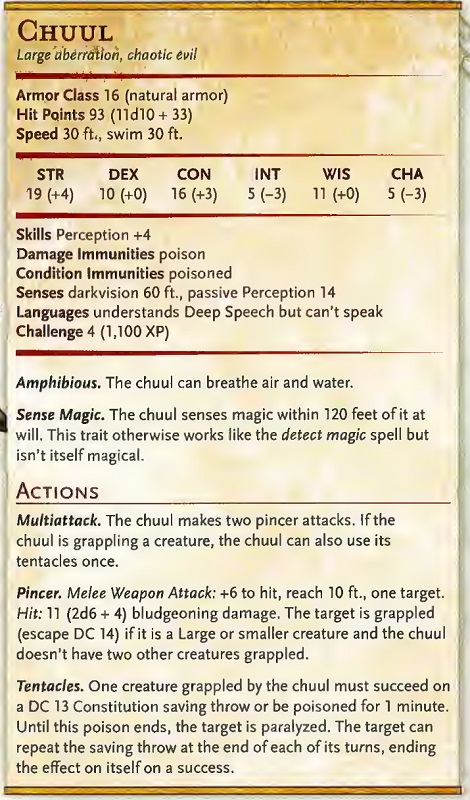 CHUUL
Large aberration, chaotic evil
Armor Class 16 (natural armor)
Hit Points 93 (11d10 + 33)
Speed 30 ft., swim 30 ft.
STR DEX CON INT WIS CHA
19 (+4) 10 (+0) 16 (+3) 5 (−3) 11 (+0) 5 (−3)
Skills Perception +4
Damage Immunities poison
Condition Immunities poisoned
Senses darkvision 60 ft., passive Perception 14
Languages understands Deep Speech but can't speak
Challenge 4 (1,100 XP)
Amphibious. The chuul can breathe air and water.
Sense Magic. The chuul senses magic within 120 feet of it at
will. This trait otherwise works like the detect magic spell but
isn't itself magical.
ACTIONS
Multiattack. The chuul makes two pincer attacks. If the
chuul is grappling a creature, the chuul can also use its
tentacles once.
Pincer. Melee Weapon Attack: +6 to hit, reach 10 ft., one target.
Hit: 11 (2d6 + 4) bludgeoning damage. The target is grappled
(escape DC 14) if it is a Large or smaller creature and the chuul
doesn't have two other creatures grappled.
Tentacles. One creature grappled by the chuul must succeed on
a DC 13 Constitution saving throw or be poisoned for 1 minute.
Until this poison ends, the target is paralyzed. The target can
repeat the saving throw at the end of each of its turns, ending
the effect on itself on a success.